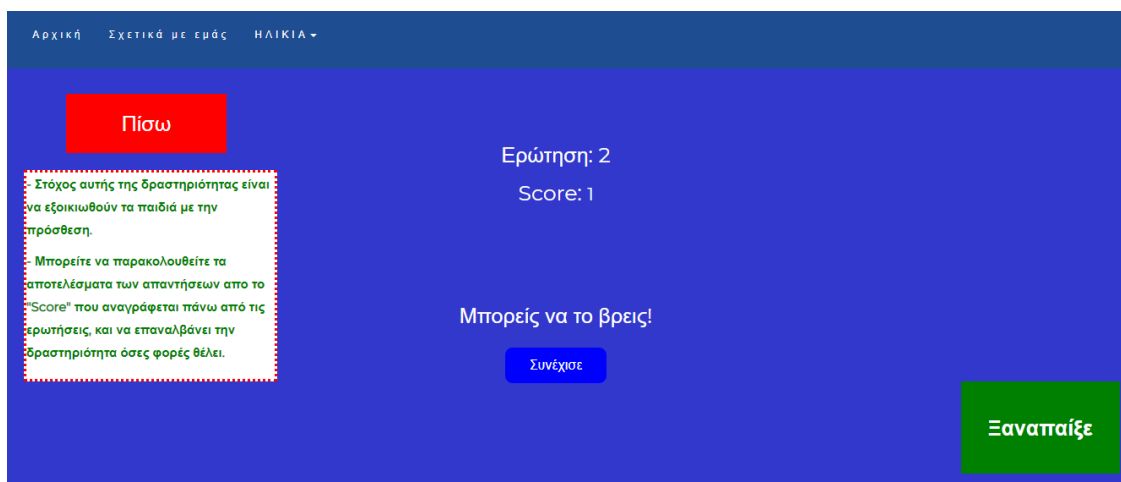 Αρχική Σχετικά με εμάς ΗΛΙΚΙΑ
Πίσω
- Στόχος αυτής της δραστηριότητας είναι
να εξοικιωθούν τα παιδιά με την
πρόσθεση.
- Μπορείτε να παρακολουθείτε τα
αποτελέσματα των απαντήσεων απο το
"Score" που αναγράφεται πάνω από τις
ερωτήσεις, και να επαναλβάνει την
δραστηριότητα όσες φορές θέλει.
Ερώτηση: 2
Score: 1
Μπορείς να το βρεις!
Συνέχισε
Ξαναπαίξε